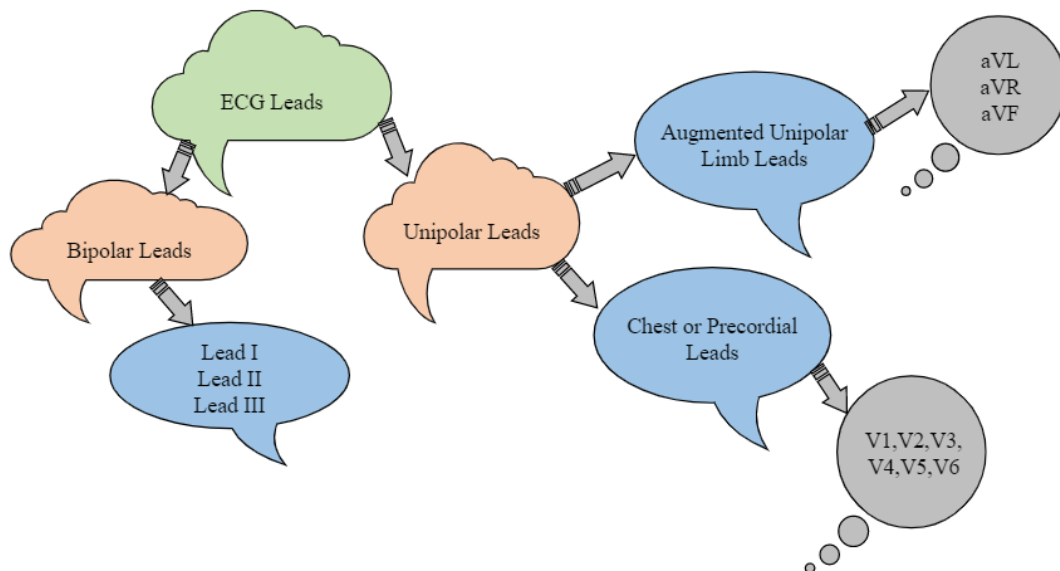 ECG Leads
Bipolar Leads
Lead I
Lead II
Lead III
Unipolar Leads
Augmented Unipolar
Limb Leads
aVL
aVR
aVF
Chest or Precordial
Leads
V1,V2,V3,
V4,V5,V6